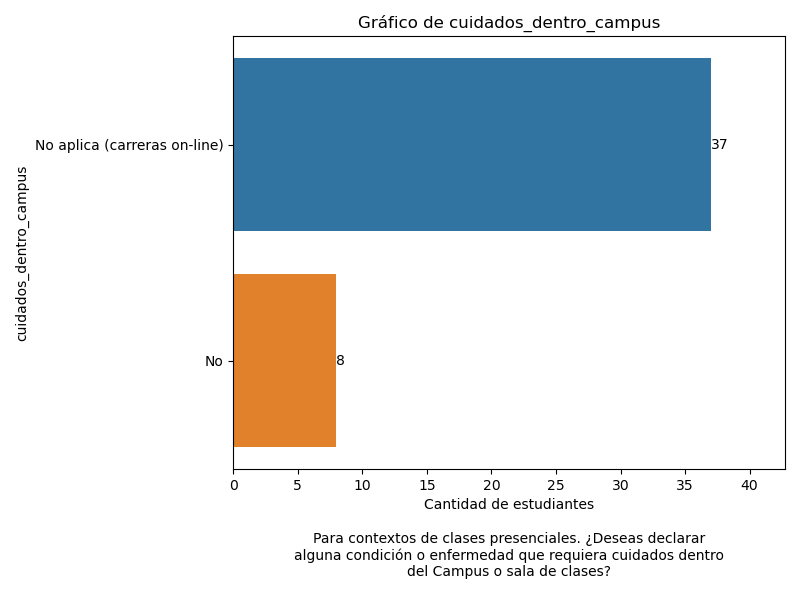 Gráfico de cuidados_dentro_campus
cuidados_dentro_campus
No aplica (carreras on-line)
37
No
8
0 5 10 15 20 25 30 35 40
Cantidad de estudiantes
Para contextos de clases presenciales. ¿Deseas declarar
alguna condición o enfermedad que requiera cuidados dentro
del Campus o sala de clases?